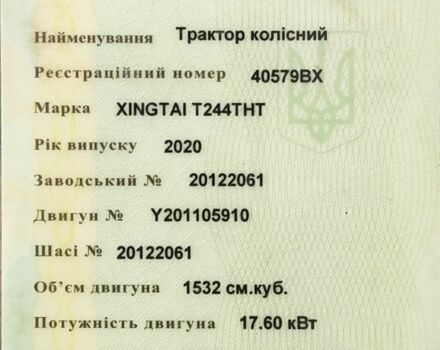 Найменування Трактор колісний
Реєстраційний номер 40579ВХ
Марка XINGTAI T244THT
Рік випуску 2020
Заводський № 20122061
Двигун № Y201105910
Шасі № 20122061
Об'єм двигуна 1532 см.куб.
Потужність двигуна 17.60 кВт